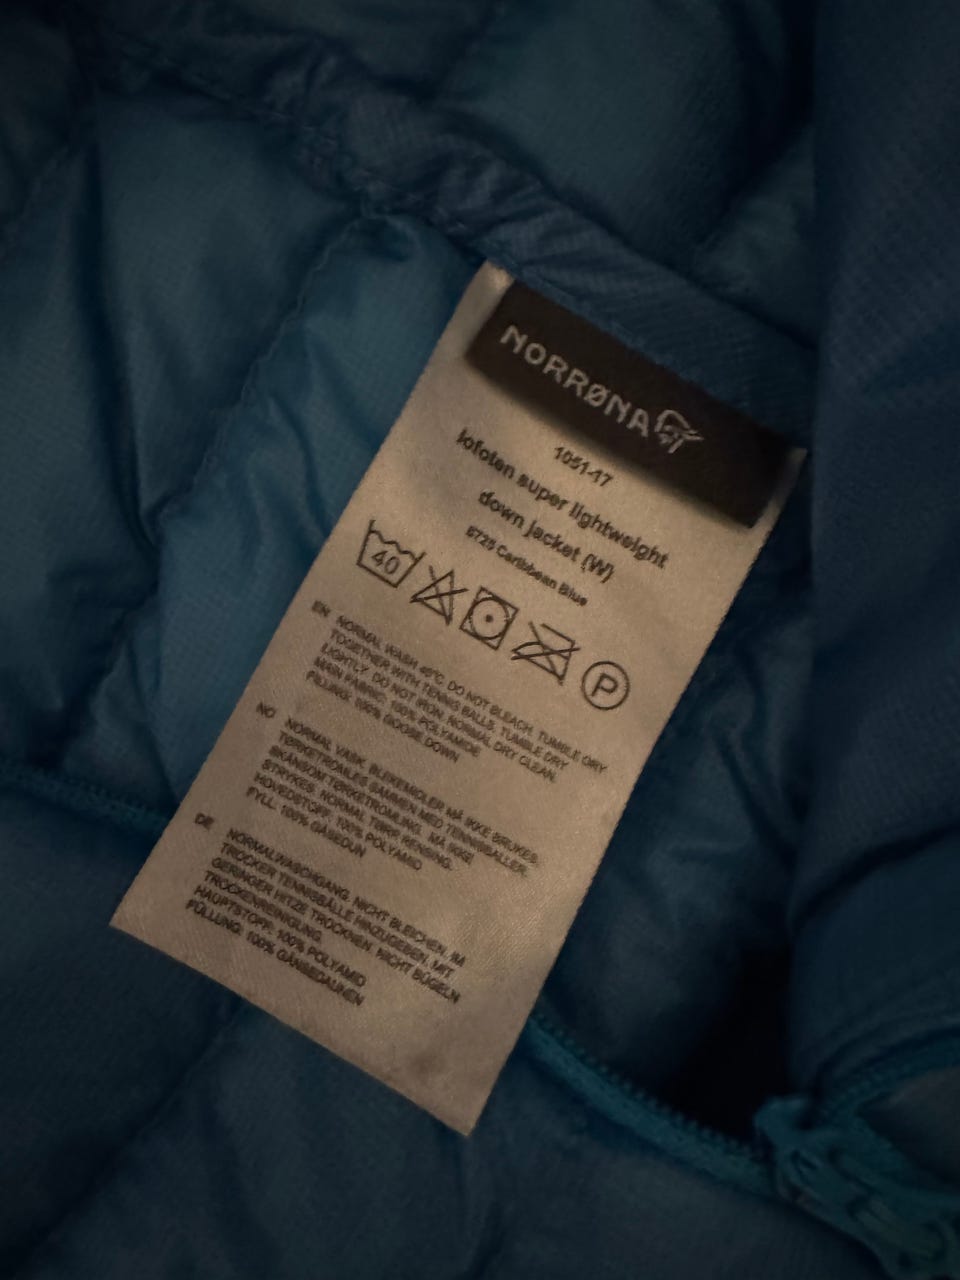 NORRØNA
1051-17
lofoten super lightweight
down jacket (W)
6725 Caribbean Blue
40
P
EN NORMAL WASH 40°C. DO NOT BLEACH. TUMBLE DRY
TOGETHER WITH TENNIS BALLS. TUMBLE DRY
LIGHTLY. DO NOT IRON. NORMAL DRY CLEAN.
MAIN FABRIC: 100% POLYAMIDE
FILLING: 100% GOOSE DOWN
NO NORMAL VASK. BLEKEMIDLER MÅ IKKE BRUKES.
TØRKETROMLES SAMMEN MED TENNISBALLER.
SKÅNSOM TØRKETROMLING. MÅ IKKE
STRYKES. NORMAL TØRR RENSING.
HOVEDSTOFF: 100% POLYAMID
FYLL: 100% GÅSEDUN
DE NORMALWASCHGANG. NICHT BLEICHEN. IM
TROCKER TENNISBÄLLE HINZUGEBEN. MIT
GERINGER HITZE TROCKNEN. NICHT BÜGELN
TROCKENREINIGUNG.
HAUPTSTOFF: 100% POLYAMID
FÜLLUNG: 100% GÄNSEDAUNEN